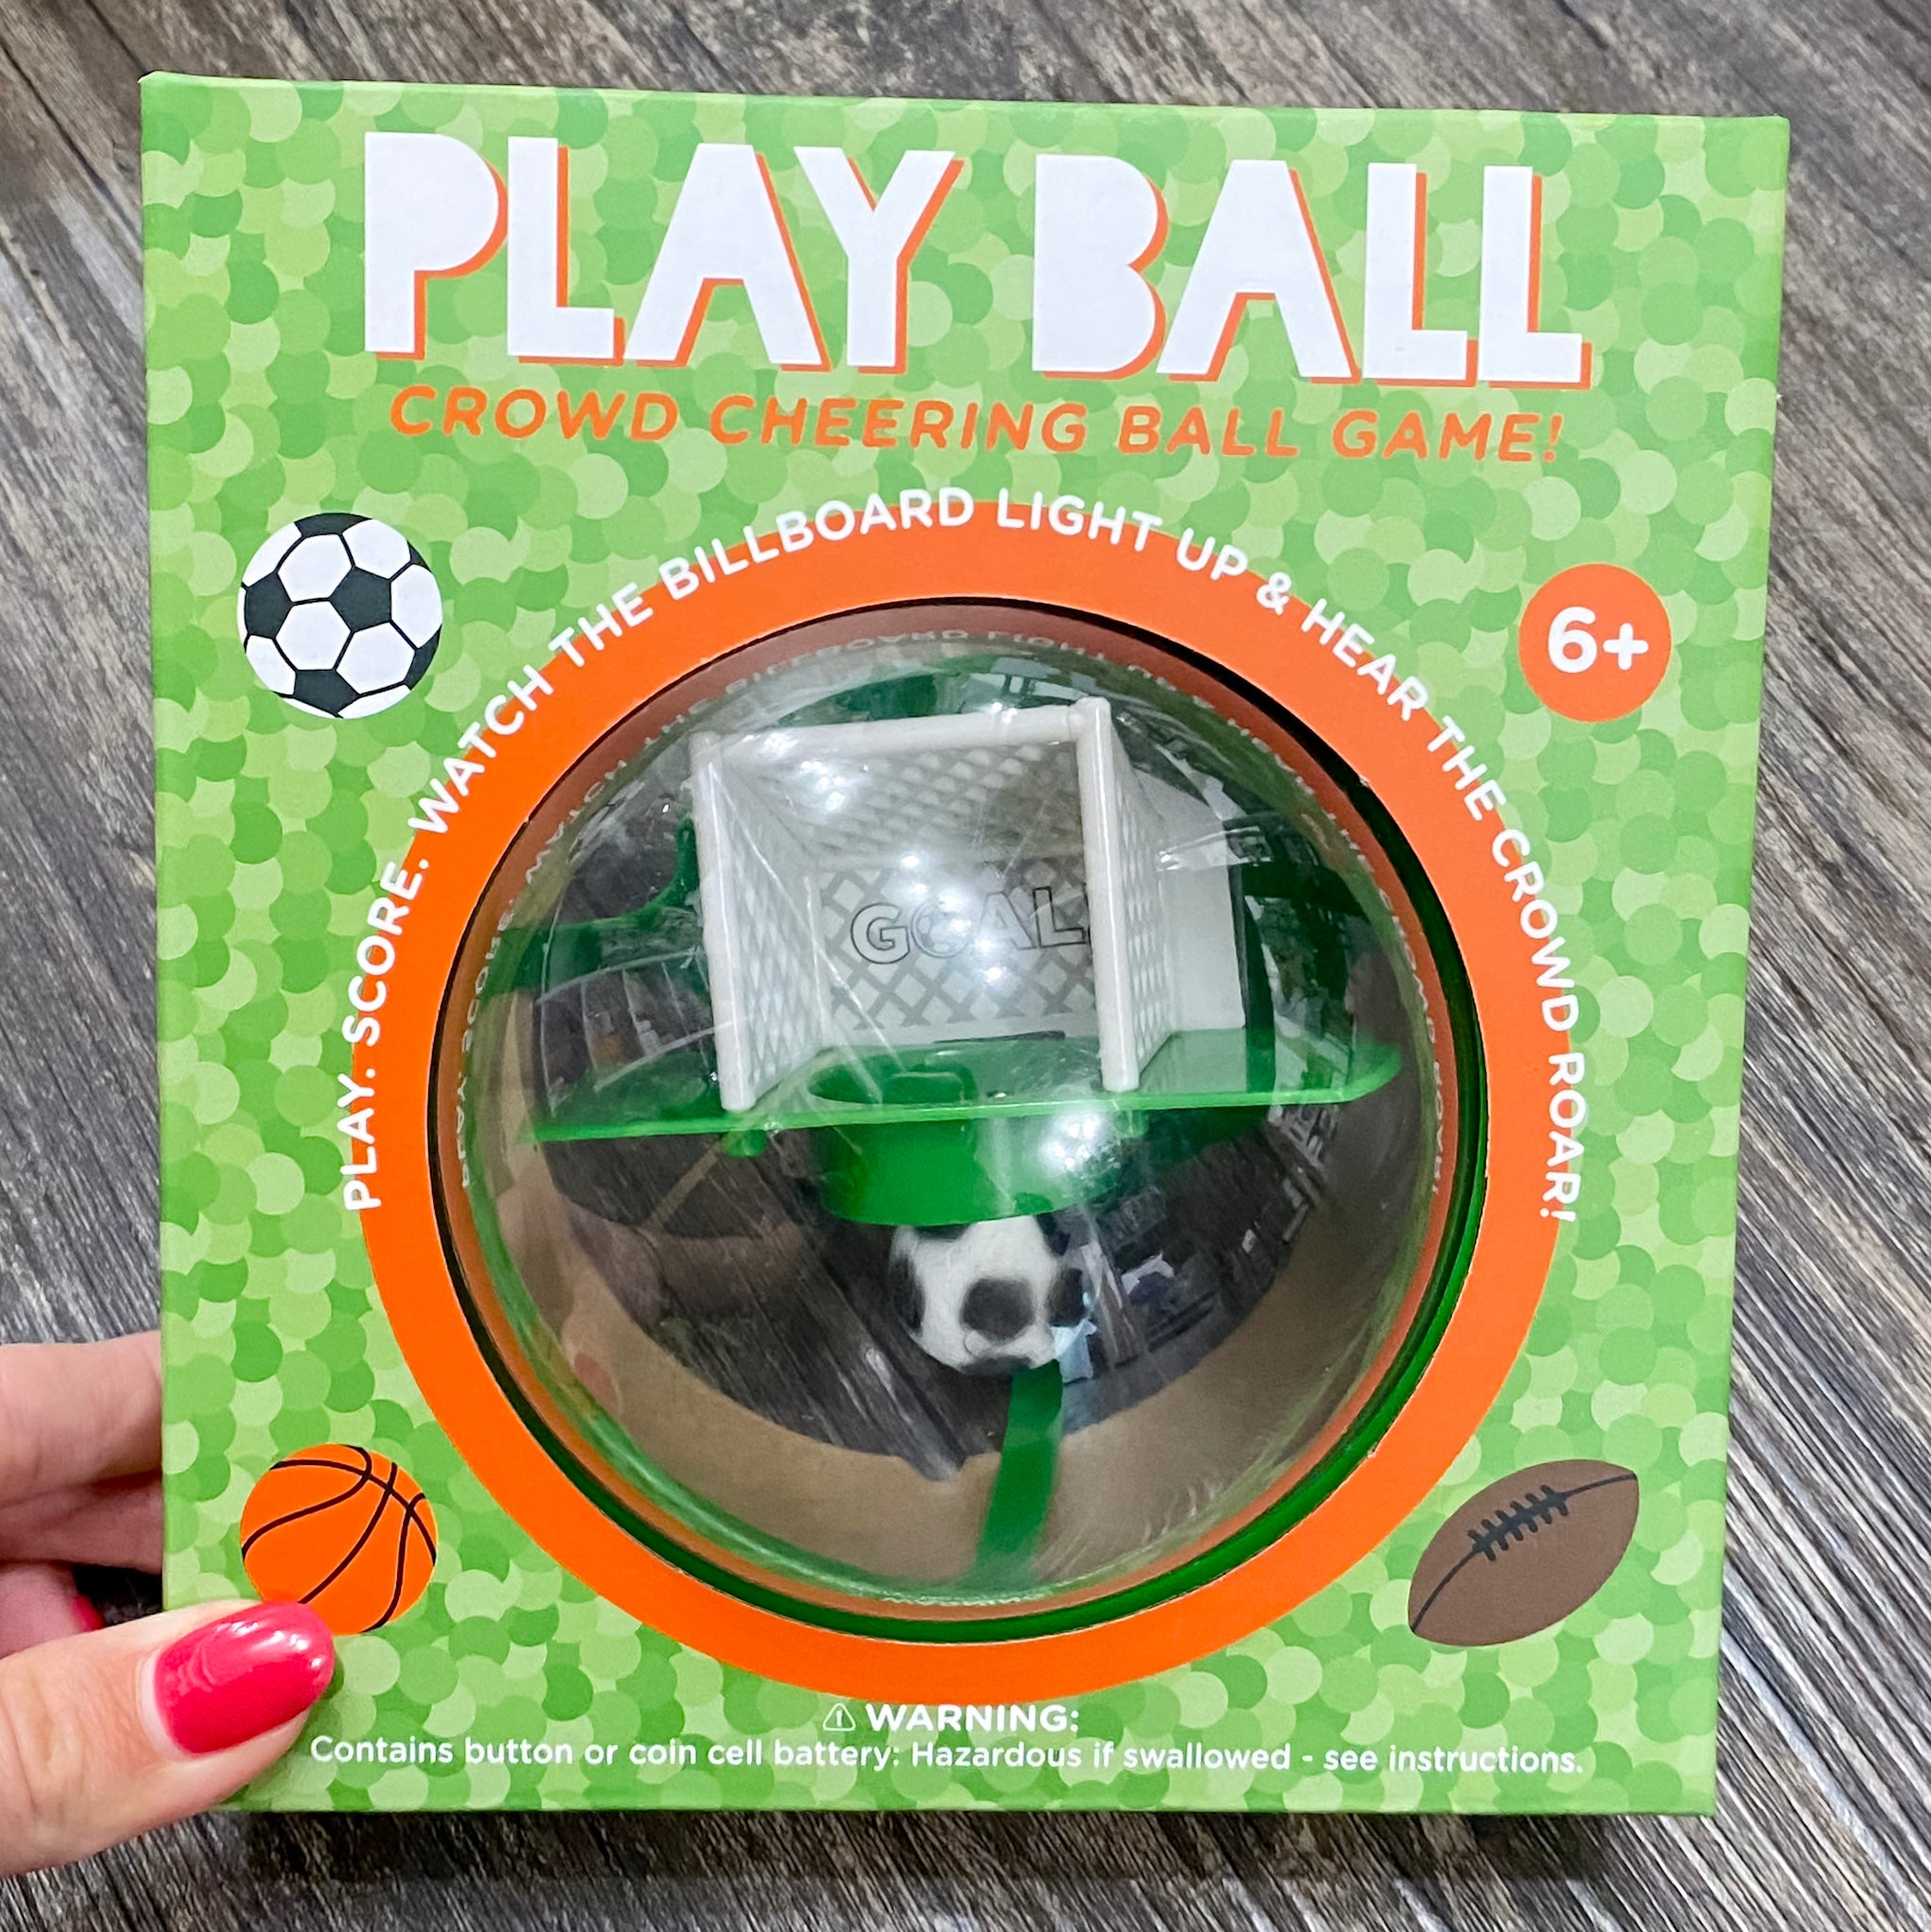 PLAY BALL
CROWD CHEERING BALL GAME!
PLAY. SCORE. WATCH THE BILLBOARD LIGHT UP & HEAR THE CROWD ROAR!
6+
GOAL
⚠ WARNING:
Contains button or coin cell battery: Hazardous if swallowed - see instructions.